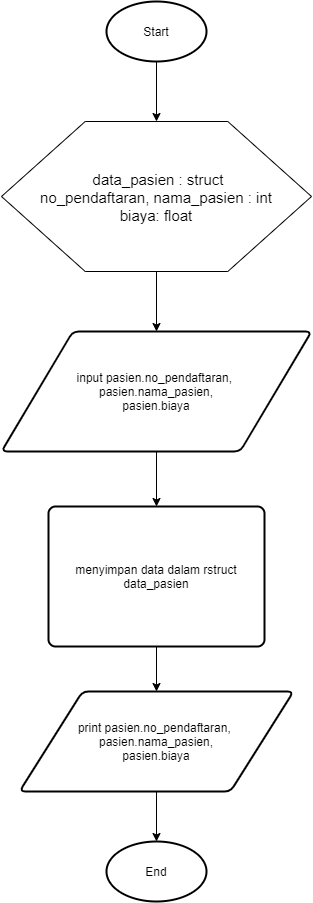 Start
data_pasien : struct
no_pendaftaran, nama_pasien : int
biaya: float
input pasien.no_pendaftaran,
pasien.nama_pasien,
pasien.biaya
menyimpan data dalam rstruct
data_pasien
print pasien.no_pendaftaran,
pasien.nama_pasien,
pasien.biaya
End